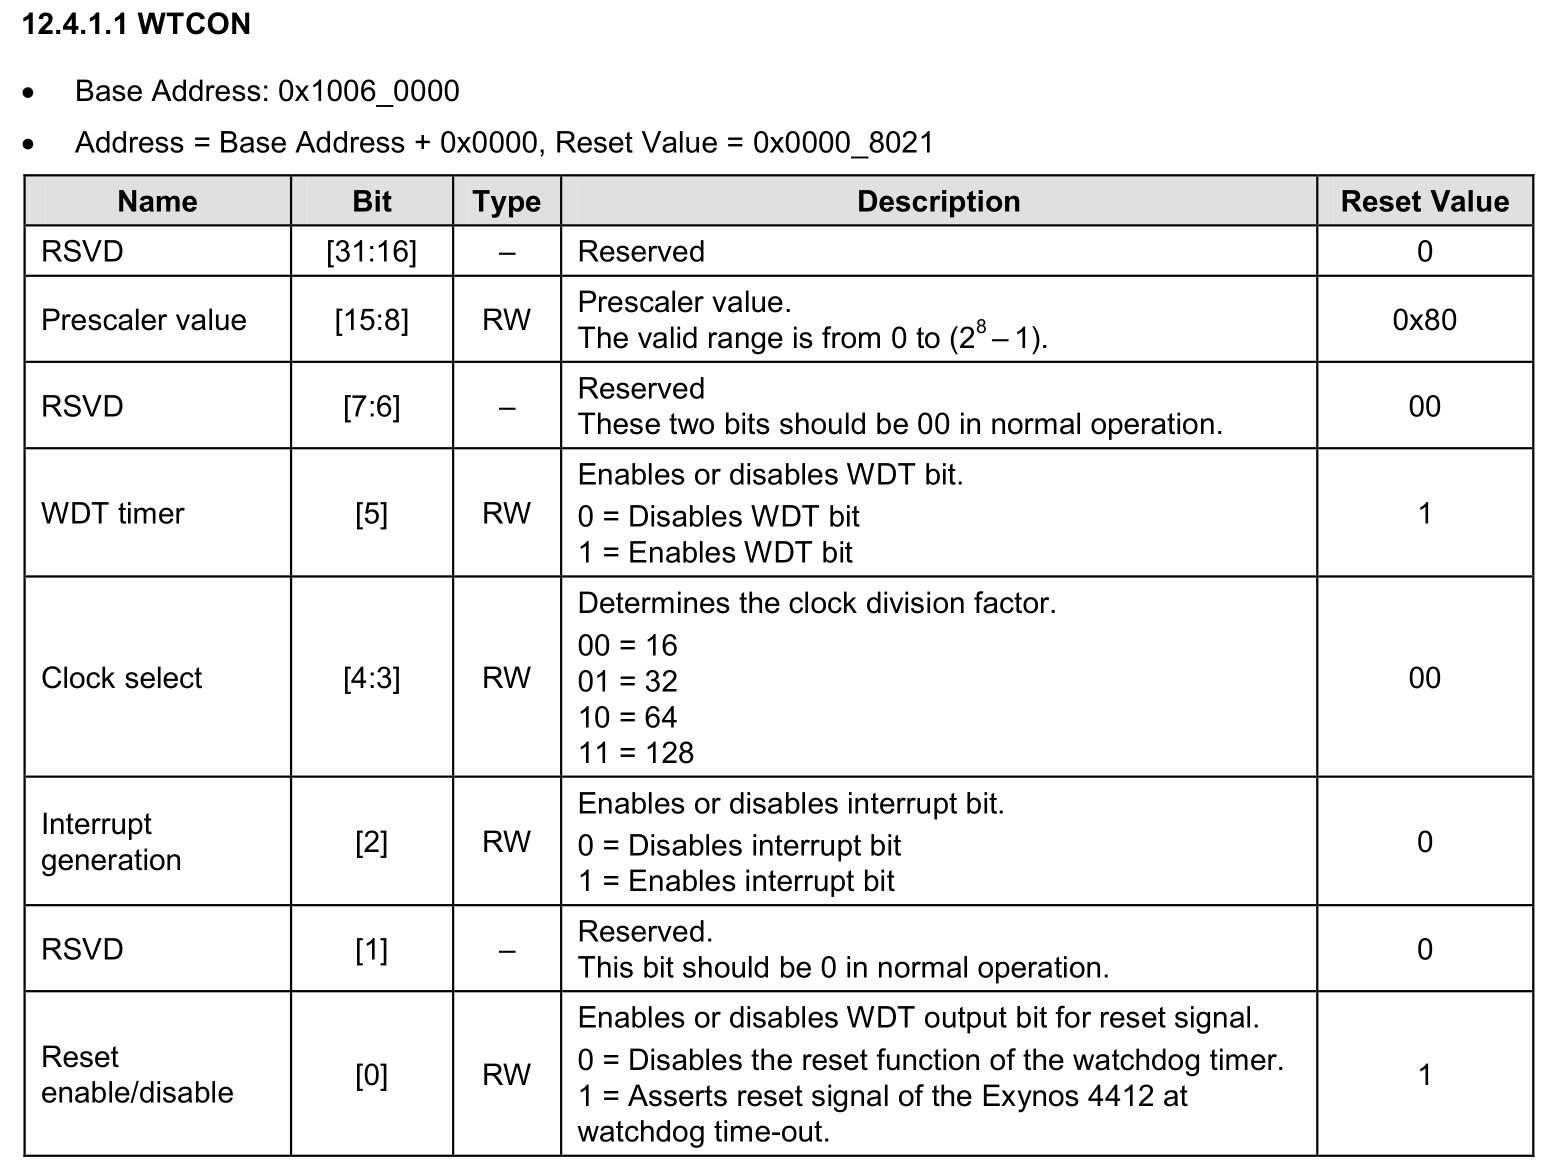 12.4.1.1 WTCON
• Base Address: 0x1006_0000
• Address = Base Address + 0x0000, Reset Value = 0x0000_8021
Name Bit Type Description Reset Value
RSVD [31:16] – Reserved 0
Prescaler value [15:8] RW Prescaler value.
The valid range is from 0 to (2⁸ – 1). 0x80
RSVD [7:6] – Reserved
These two bits should be 00 in normal operation. 00
WDT timer [5] RW Enables or disables WDT bit.
0 = Disables WDT bit
1 = Enables WDT bit 1
Clock select [4:3] RW Determines the clock division factor.
00 = 16
01 = 32
10 = 64
11 = 128 00
Interrupt
generation [2] RW Enables or disables interrupt bit.
0 = Disables interrupt bit
1 = Enables interrupt bit 0
RSVD [1] – Reserved.
This bit should be 0 in normal operation. 0
Reset
enable/disable [0] RW Enables or disables WDT output bit for reset signal.
0 = Disables the reset function of the watchdog timer.
1 = Asserts reset signal of the Exynos 4412 at
watchdog time-out. 1